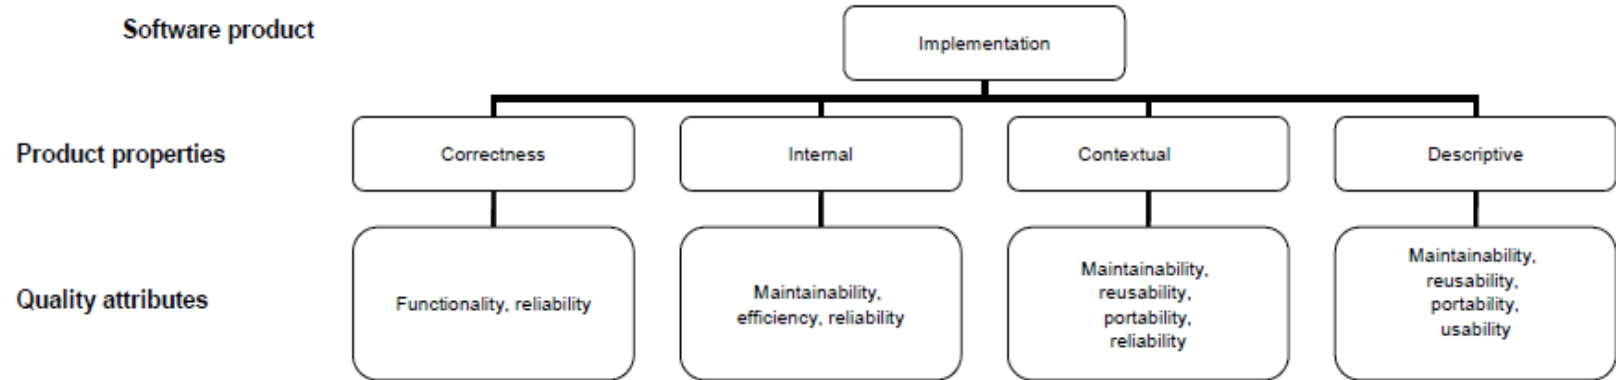 Software product
Implementation
Product properties
Correctness
Internal
Contextual
Descriptive
Quality attributes
Functionality, reliability
Maintainability,
efficiency, reliability
Maintainability,
reusability,
portability,
reliability
Maintainability,
reusability,
portability,
usability